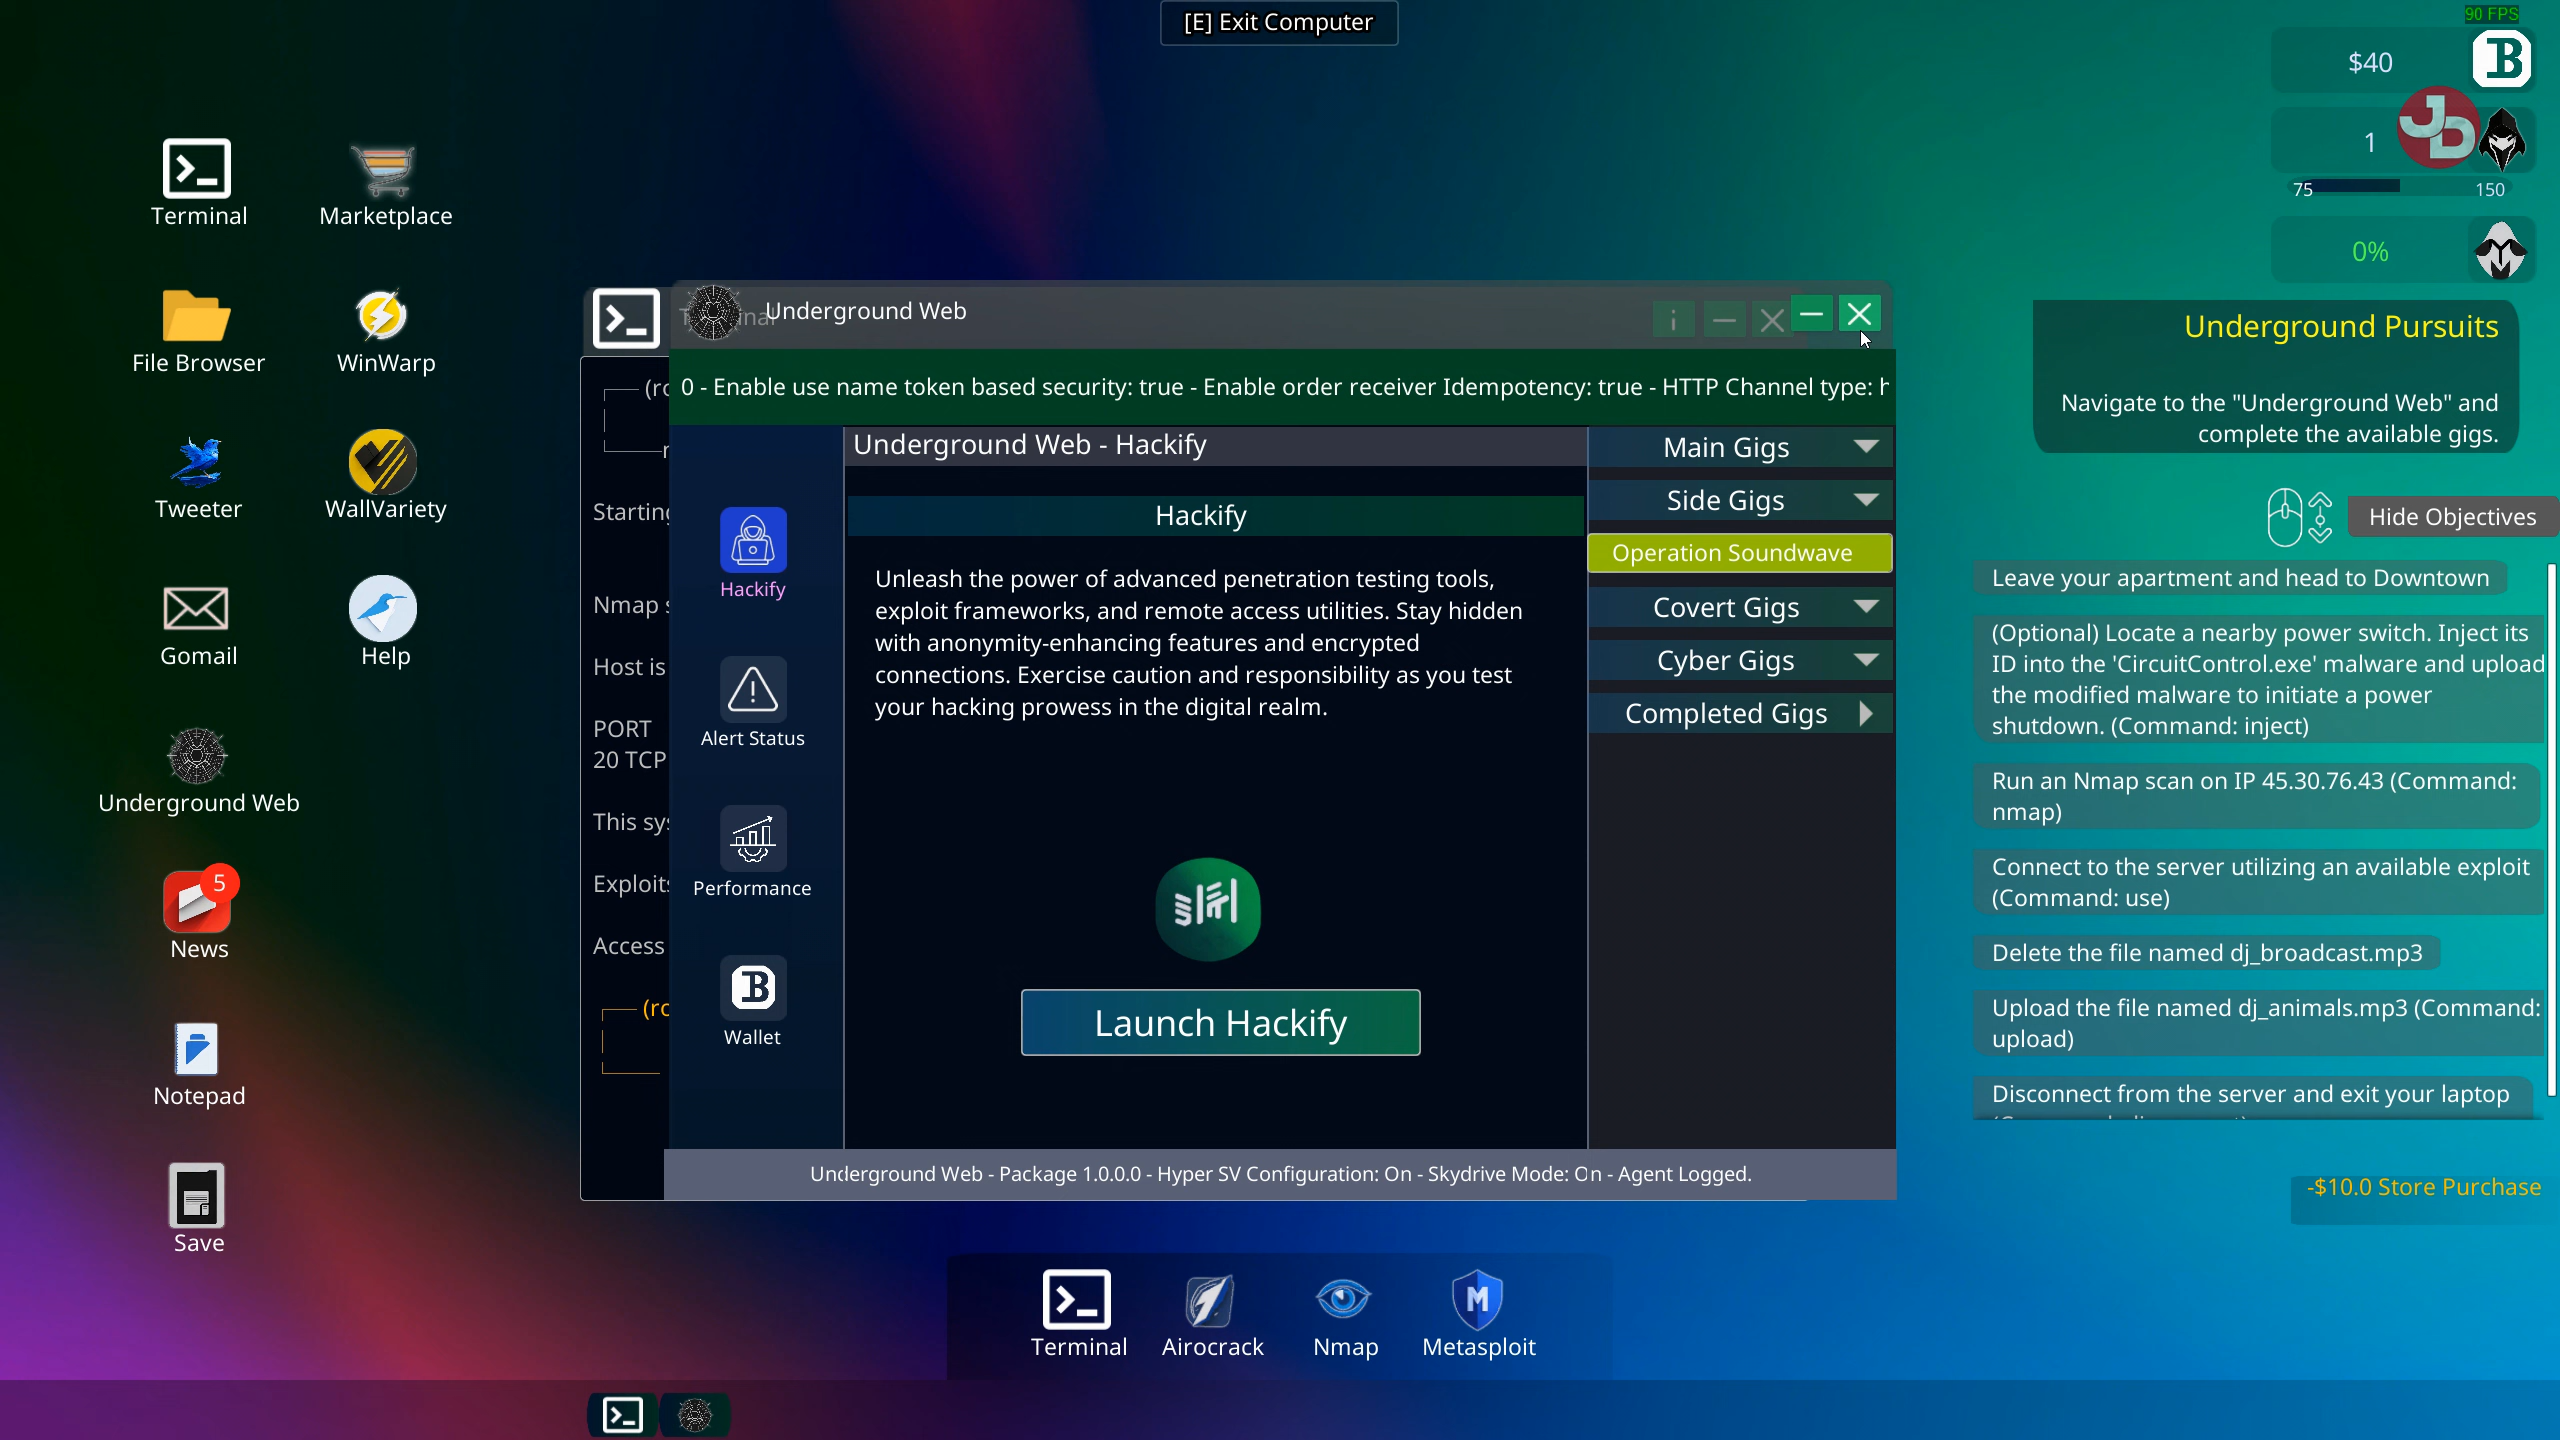 [E] Exit Computer
90 FPS
$40
B
JD
1
75
150
0%
Terminal
Marketplace
File Browser
WinWarp
Tweeter
WallVariety
Gomail
Help
Underground Web
5
News
Notepad
Save
Underground Web
0 - Enable use name token based security: true - Enable order receiver Idempotency: true - HTTP Channel type: h
Starting
Nmap s
Host is
PORT
20 TCP
This sys
Exploits
Access
(ro
Hackify
Alert Status
Performance
B
Wallet
Underground Web - Hackify
Hackify
Unleash the power of advanced penetration testing tools,
exploit frameworks, and remote access utilities. Stay hidden
with anonymity-enhancing features and encrypted
connections. Exercise caution and responsibility as you test
your hacking prowess in the digital realm.
Launch Hackify
Main Gigs
Side Gigs
Operation Soundwave
Covert Gigs
Cyber Gigs
Completed Gigs
Underground Web - Package 1.0.0.0 - Hyper SV Configuration: On - Skydrive Mode: On - Agent Logged.
Underground Pursuits
Navigate to the "Underground Web" and
complete the available gigs.
Hide Objectives
Leave your apartment and head to Downtown
(Optional) Locate a nearby power switch. Inject its
ID into the 'CircuitControl.exe' malware and upload
the modified malware to initiate a power
shutdown. (Command: inject)
Run an Nmap scan on IP 45.30.76.43 (Command:
nmap)
Connect to the server utilizing an available exploit
(Command: use)
Delete the file named dj_broadcast.mp3
Upload the file named dj_animals.mp3 (Command:
upload)
Disconnect from the server and exit your laptop
-$10.0 Store Purchase
Terminal
Airocrack
Nmap
M
Metasploit